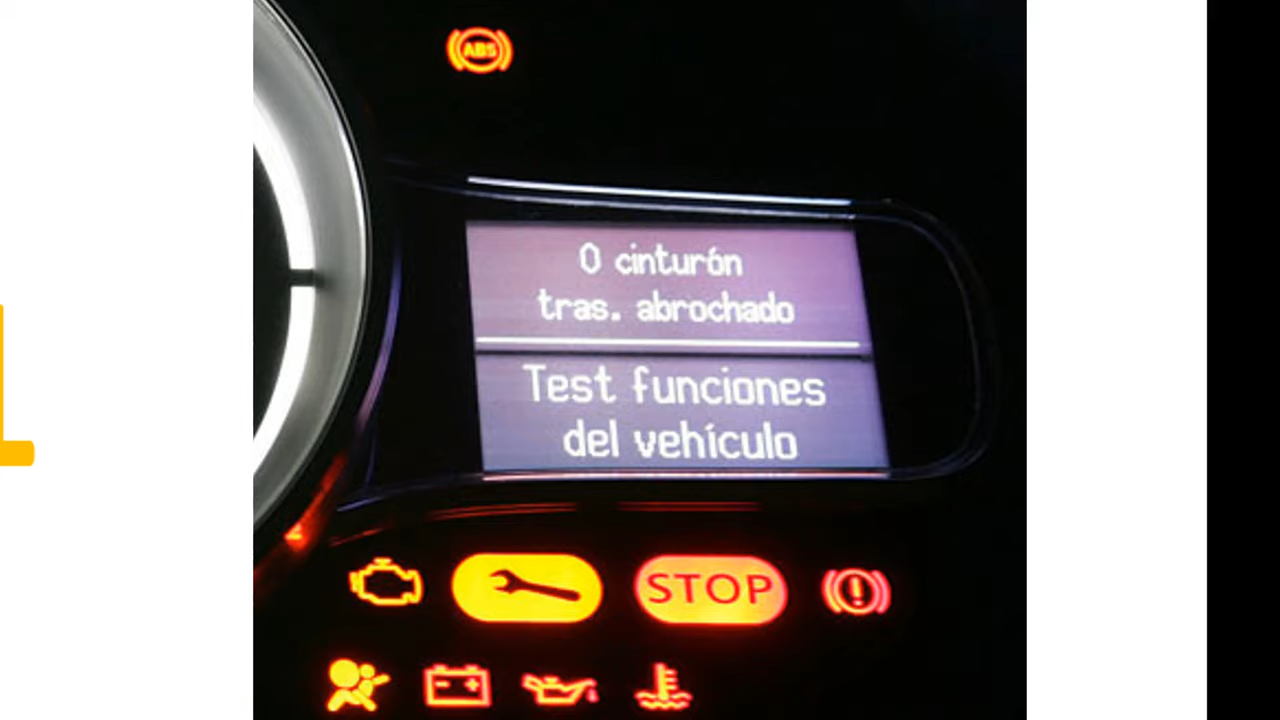 ABS
0 cinturón
tras. abrochado
Test funciones
del vehículo
STOP